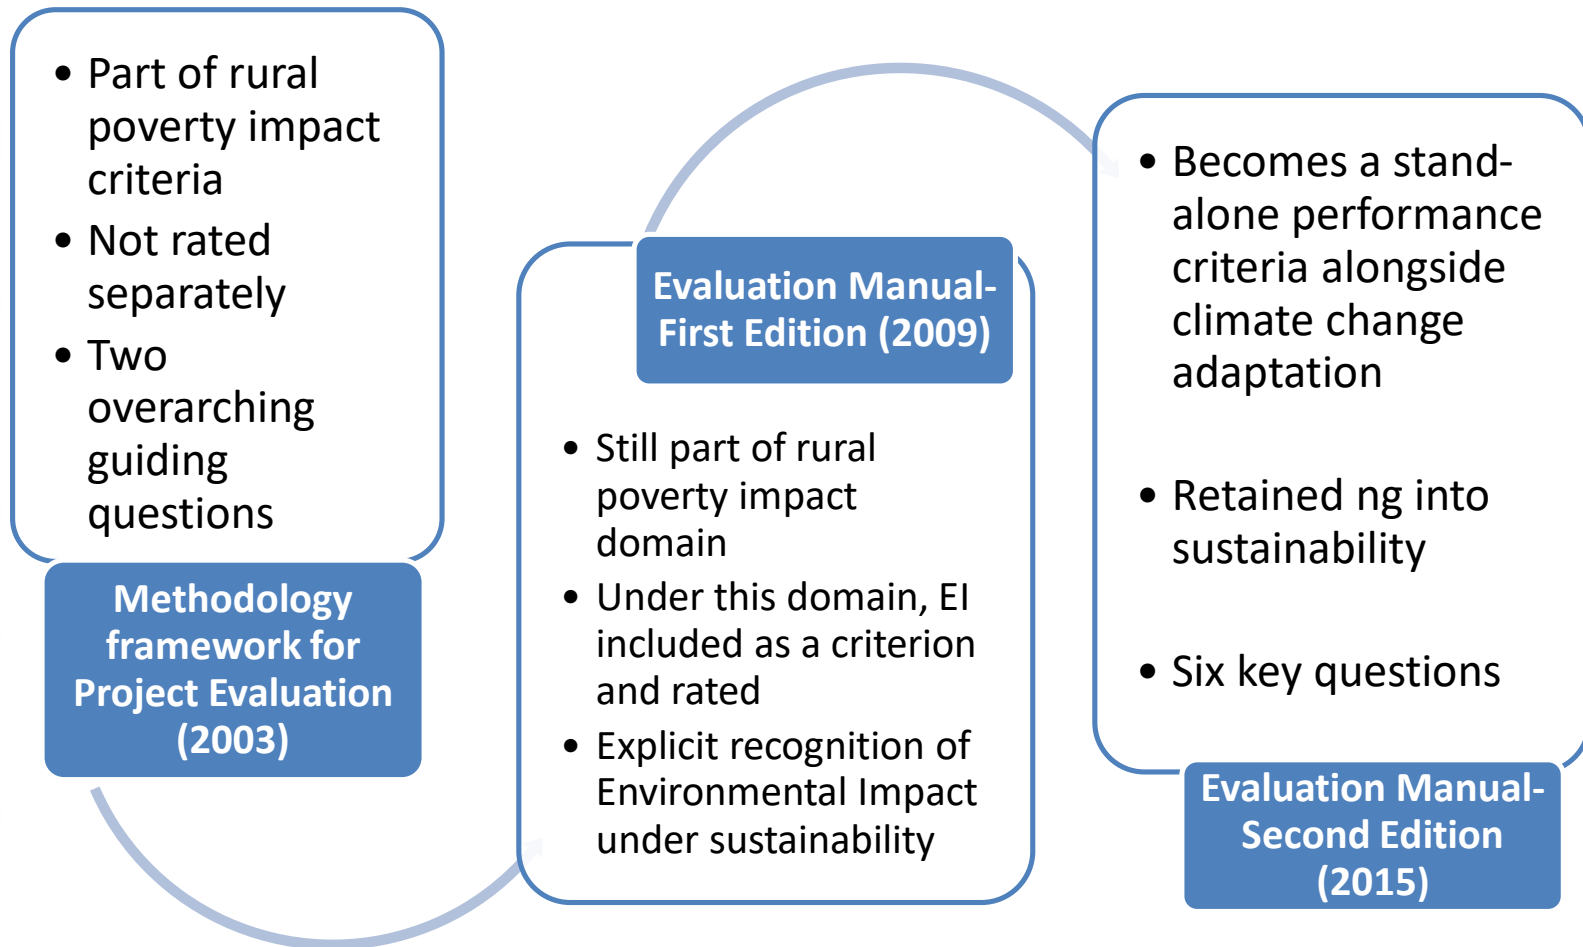 • Part of rural
poverty impact
criteria
• Not rated
separately
• Two
overarching
guiding
questions
Methodology
framework for
Project Evaluation
(2003)
Evaluation Manual-
First Edition (2009)
• Still part of rural
poverty impact
domain
• Under this domain, EI
included as a criterion
and rated
• Explicit recognition of
Environmental Impact
under sustainability
• Becomes a stand-
alone performance
criteria alongside
climate change
adaptation
• Retained ng into
sustainability
• Six key questions
Evaluation Manual-
Second Edition
(2015)